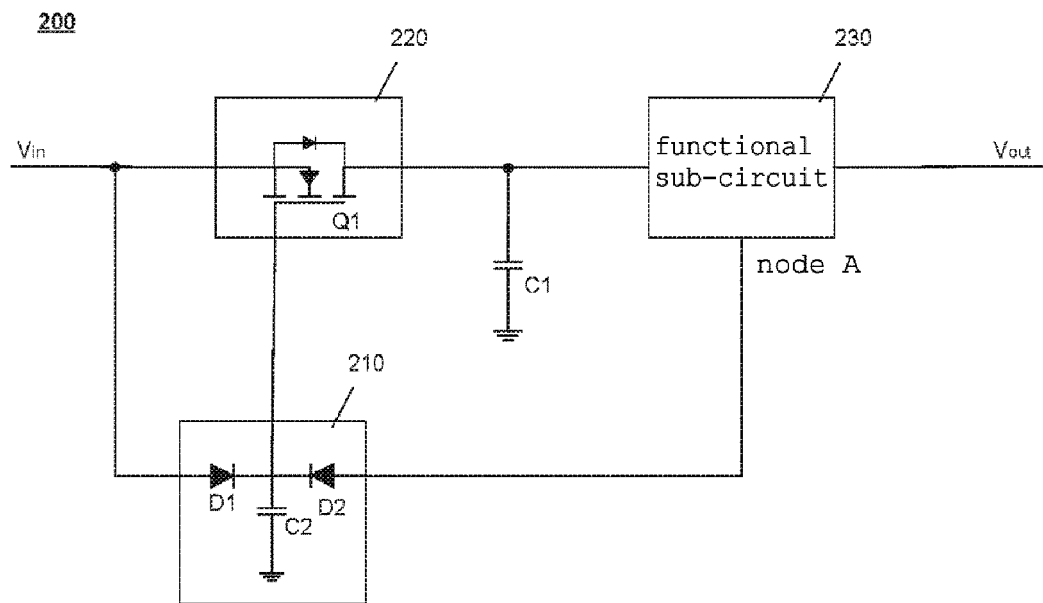 200
220
230
Vin
functional
sub-circuit
Vout
Q1
node A
C1
210
D1
D2
C2